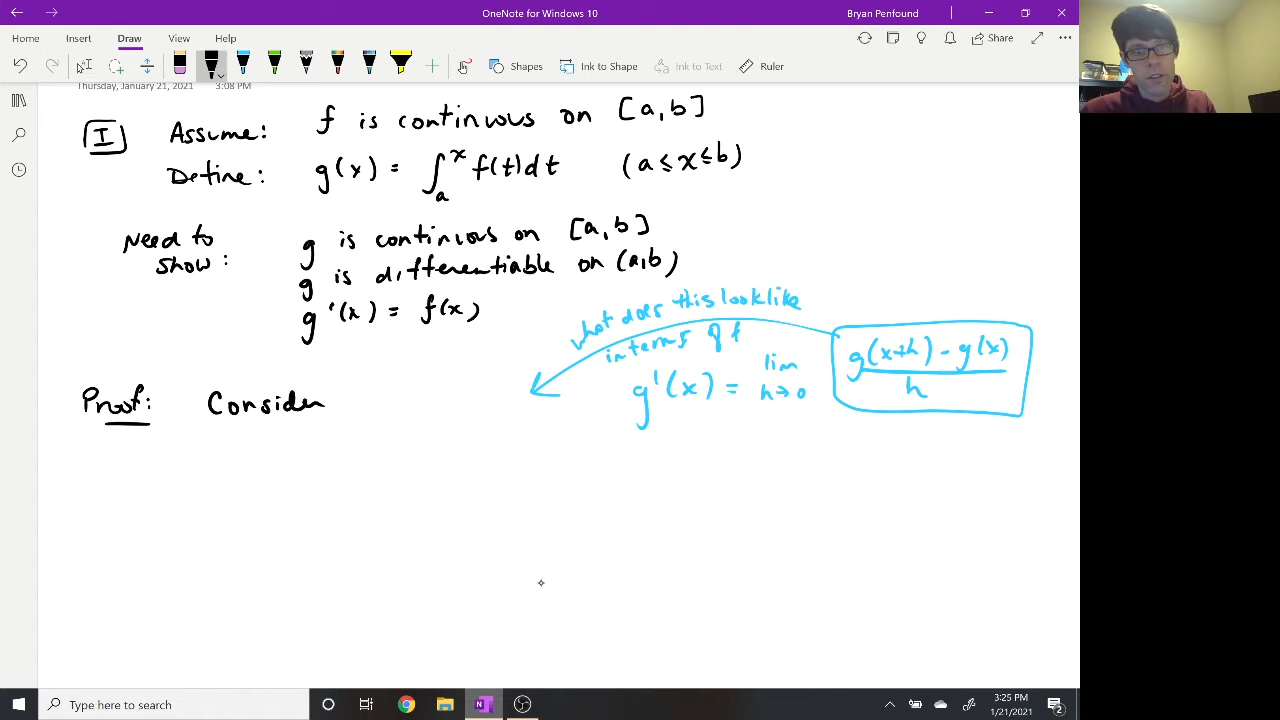 OneNote for Windows 10
Bryan Penfound
Home Insert Draw View Help
Share
Shapes Ink to Shape Ink to Text Ruler
Thursday, January 21, 2021 3:08 PM
I Assume: f is continuous on [a,b]
Define: g(x) = ∫_a^x f(t)dt (a≤x≤b)
Need to show: g is continuous on [a,b]
g is differentiable on (a,b)
g'(x) = f(x)
what does this look like
in terms of f
g'(x) = lim h→0 g(x+h) - g(x) / h
Proof: Consider
Type here to search
3:25 PM
1/21/2021
2